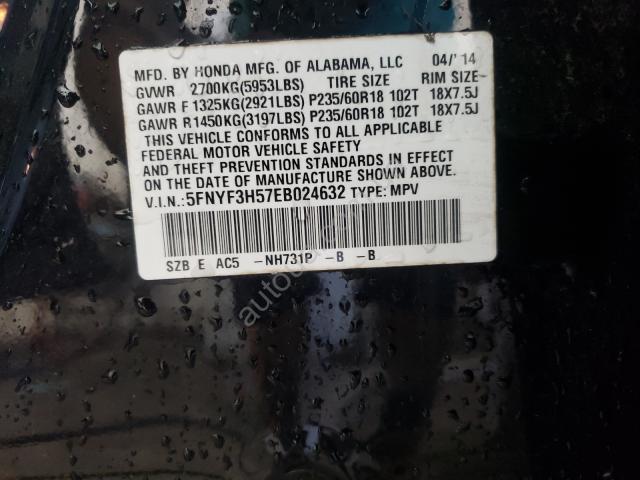 MFD. BY HONDA MFG. OF ALABAMA, LLC 04/'14
GVWR 2700KG(5953LBS) TIRE SIZE RIM SIZE
GAWR F 1325KG(2921LBS) P235/60R18 102T 18X7.5J
GAWR R 1450KG(3197LBS) P235/60R18 102T 18X7.5J
THIS VEHICLE CONFORMS TO ALL APPLICABLE
FEDERAL MOTOR VEHICLE SAFETY
AND THEFT PREVENTION STANDARDS IN EFFECT
ON THE DATE OF MANUFACTURE SHOWN ABOVE.
V.I.N.:5FNYF3H57EB024632 TYPE: MPV
SZB E AC5 -NH731P -B -B